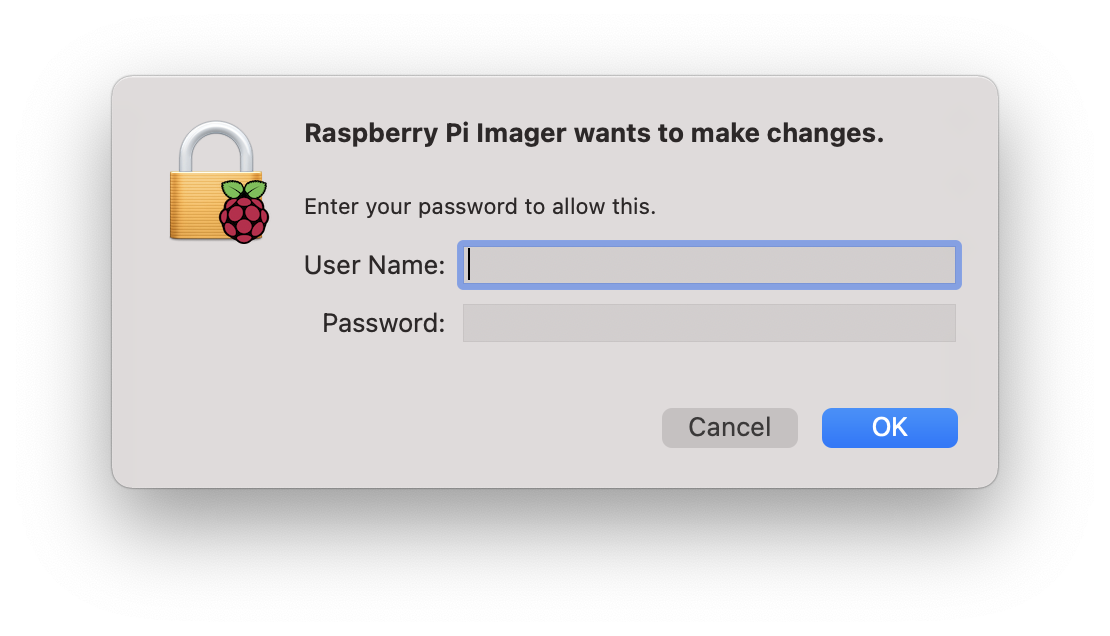 Raspberry Pi Imager wants to make changes.
Enter your password to allow this.
User Name:
Password:
Cancel OK